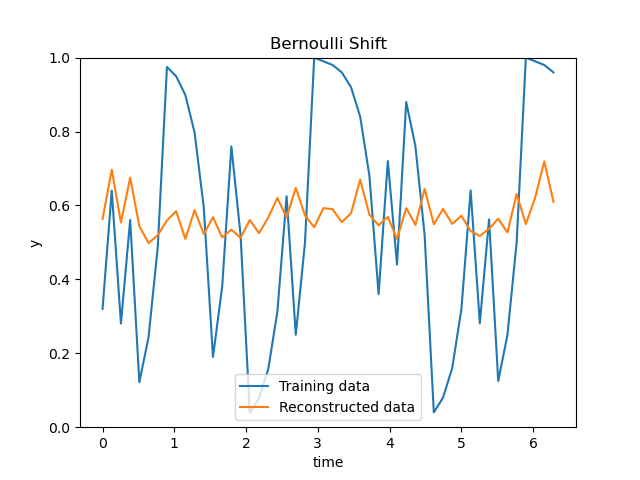 Bernoulli Shift
1.0
0.8
0.6
0.4
0.2
0.0
y
Training data
Reconstructed data
0 1 2 3 4 5 6
time